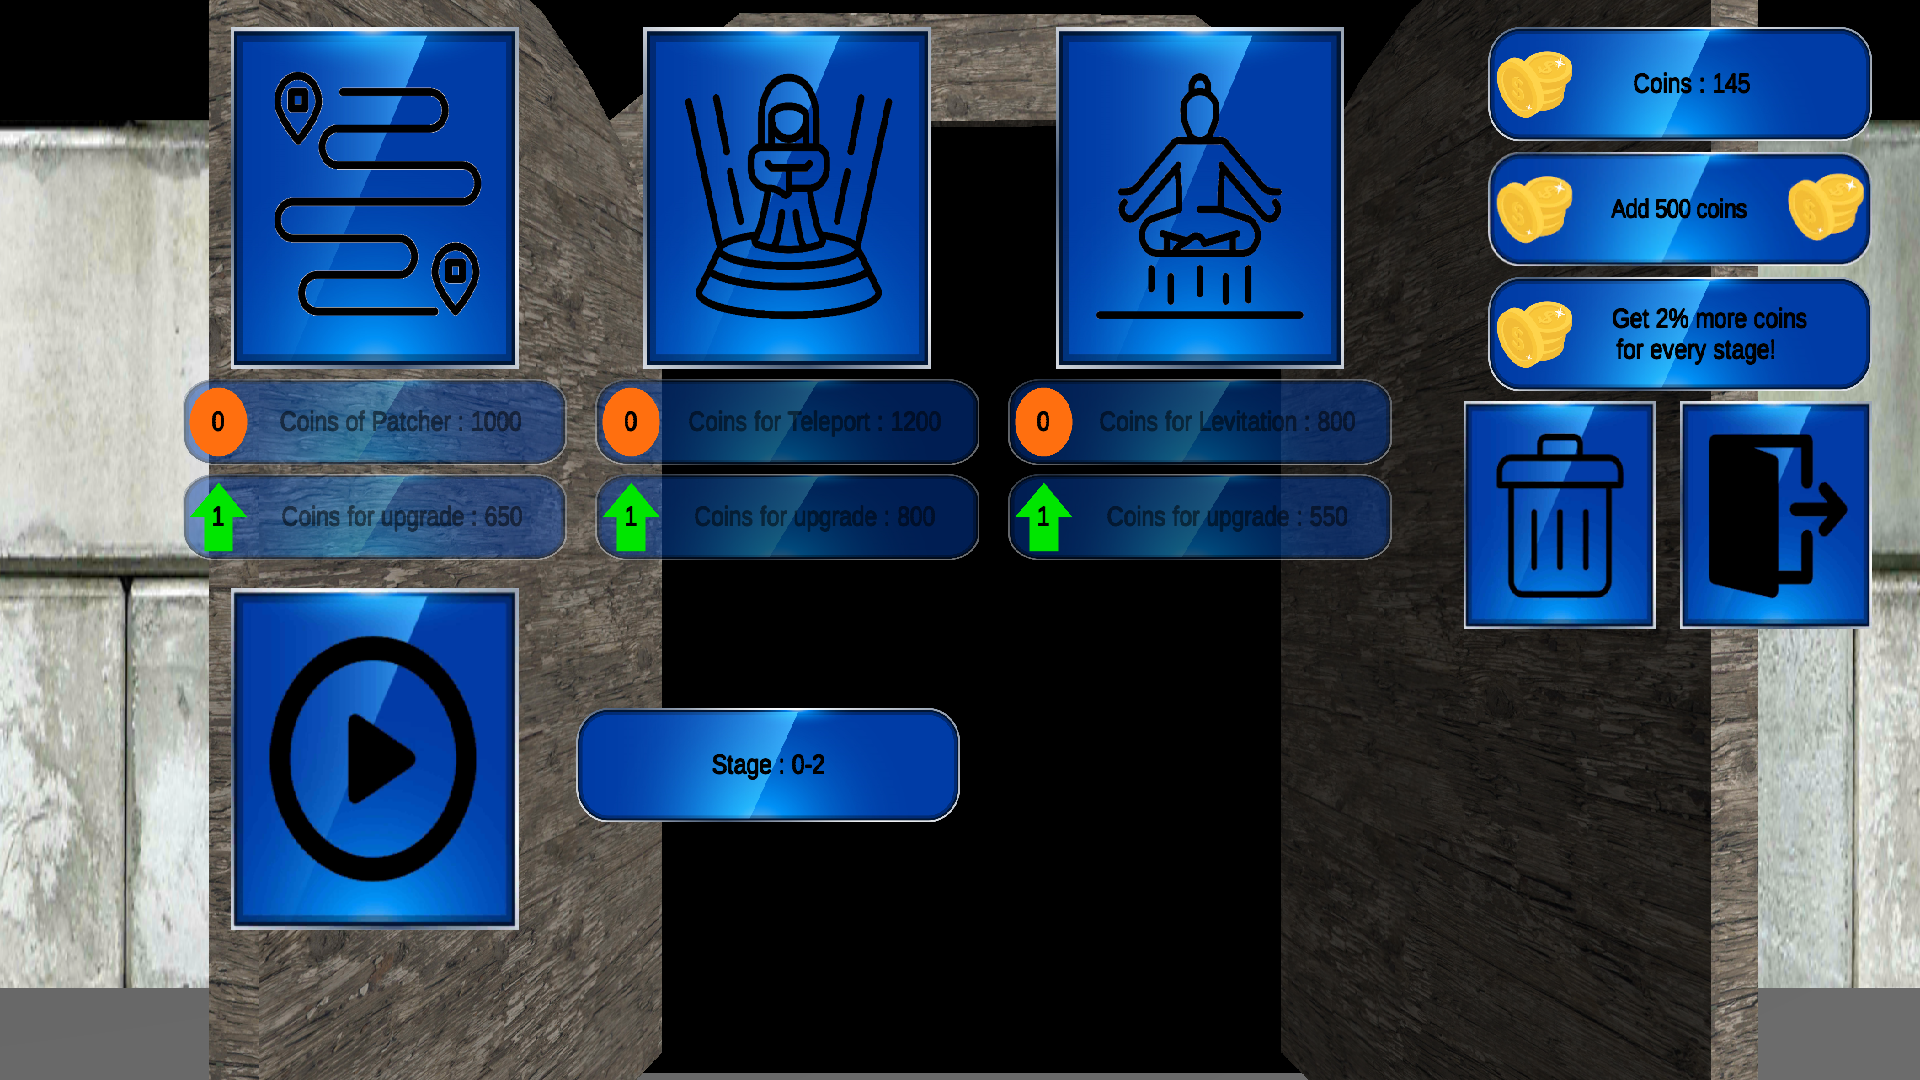 Coins : 145
Add 500 coins
Get 2% more coins
for every stage!
0
Coins of Patcher : 1000
0
Coins for Teleport : 1200
0
Coins for Levitation : 800
1
Coins for upgrade : 650
1
Coins for upgrade : 800
1
Coins for upgrade : 550
Stage : 0-2